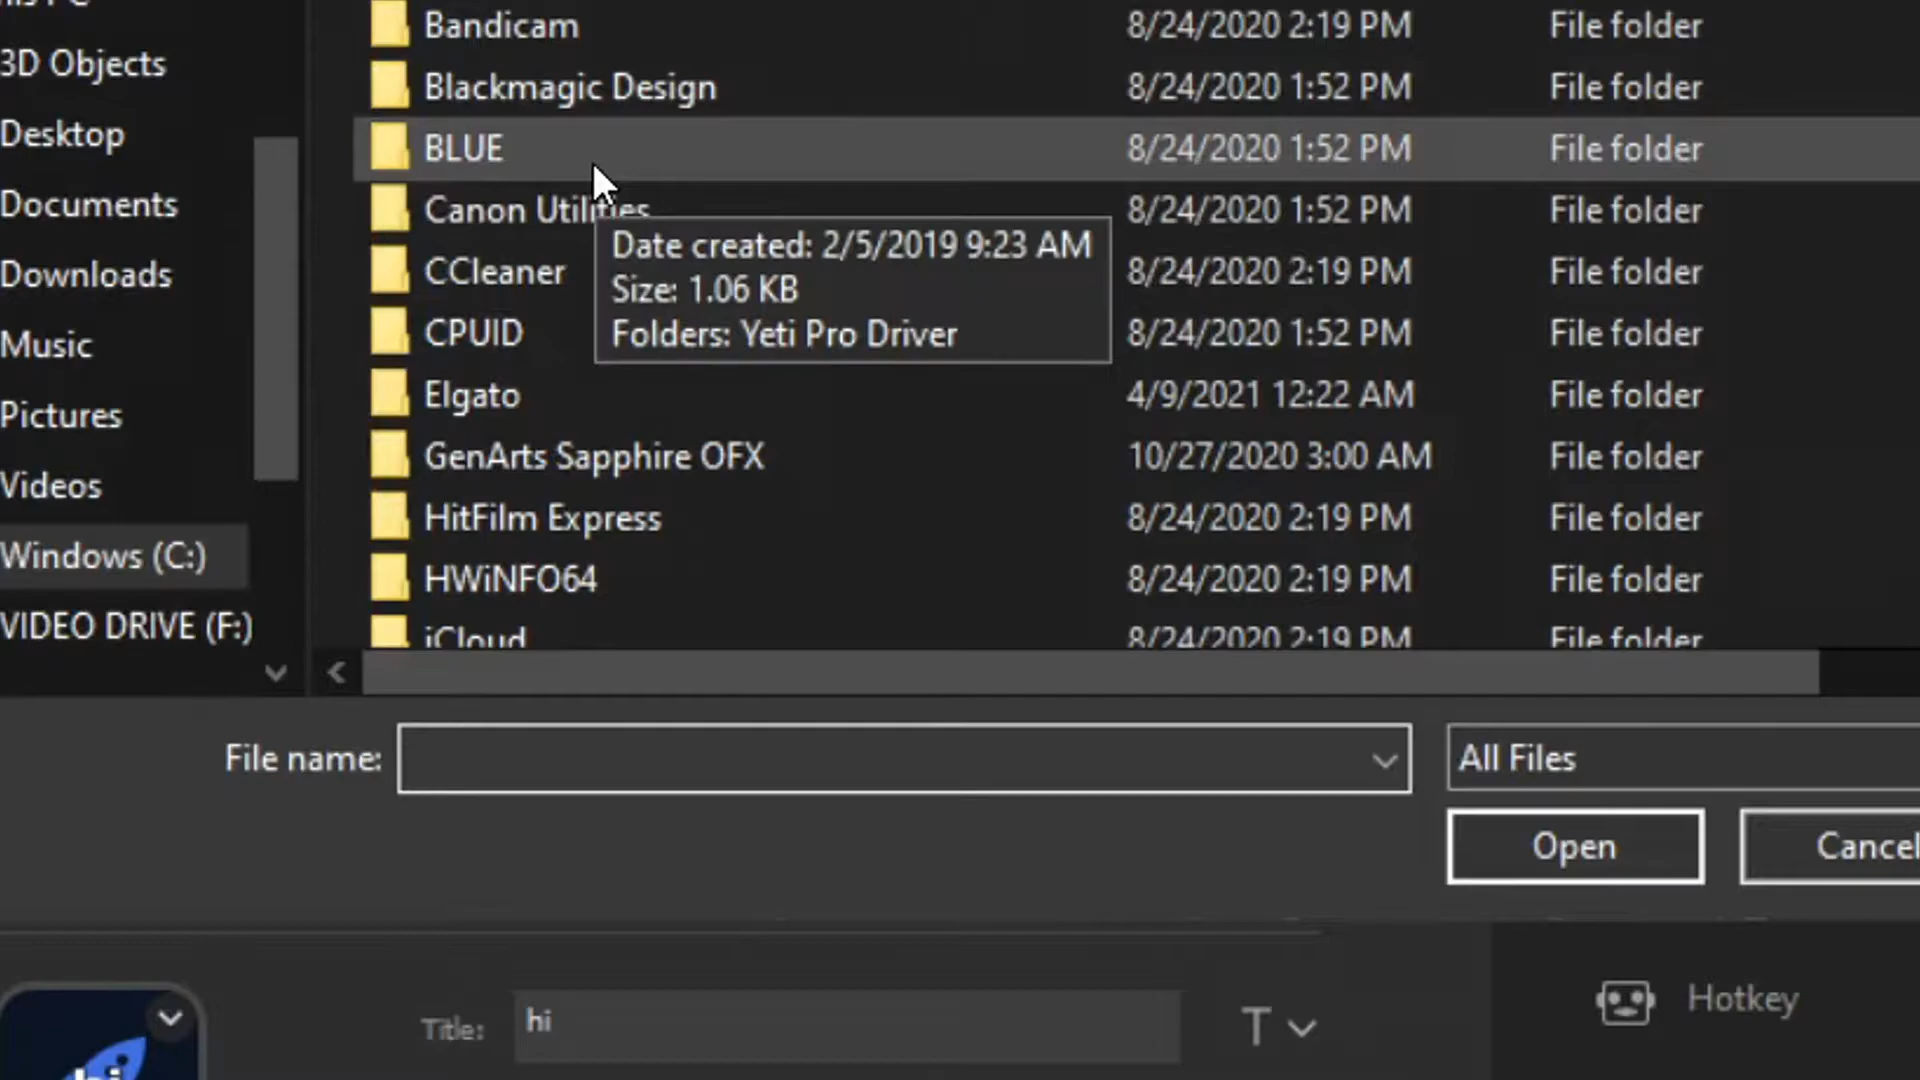 3D Objects
Desktop
Documents
Downloads
Music
Pictures
Videos
Windows (C:)
VIDEO DRIVE (F:)
Bandicam 8/24/2020 2:19 PM File folder
Blackmagic Design 8/24/2020 1:52 PM File folder
BLUE 8/24/2020 1:52 PM File folder
Canon Utilities 8/24/2020 1:52 PM File folder
CCleaner 8/24/2020 2:19 PM File folder
CPUID 8/24/2020 1:52 PM File folder
Elgato 4/9/2021 12:22 AM File folder
GenArts Sapphire OFX 10/27/2020 3:00 AM File folder
HitFilm Express 8/24/2020 2:19 PM File folder
HWiNFO64 8/24/2020 2:19 PM File folder
iCloud 8/24/2020 2:19 PM File folder
Date created: 2/5/2019 9:23 AM
Size: 1.06 KB
Folders: Yeti Pro Driver
File name:
All Files
Open Cancel
Title: hi
T
Hotkey